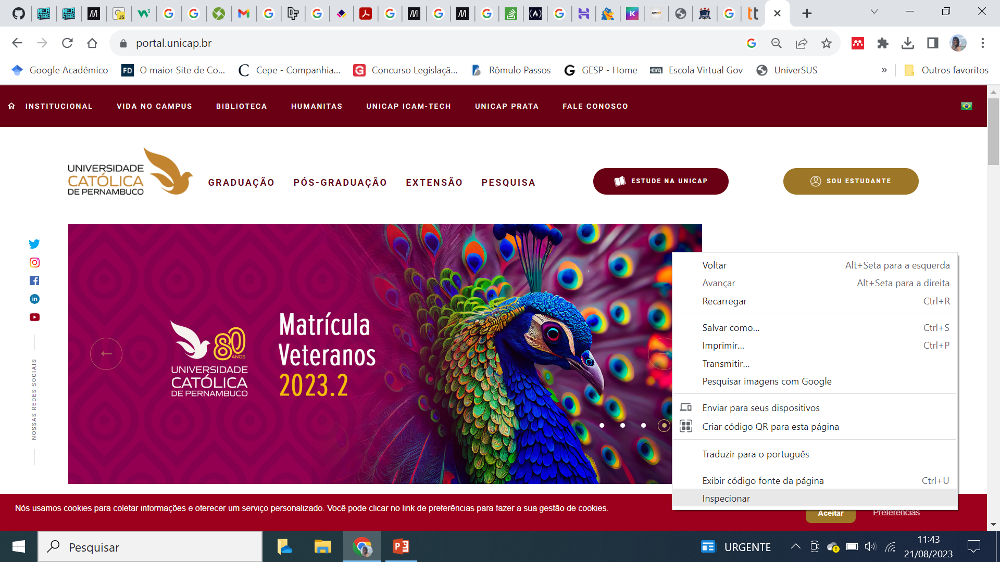 portal.unicap.br
Google Acadêmico
FD
O maior Site de Co...
Cepe - Companhia...
Concurso Legislaçã...
Rômulo Passos
GESP - Home
EVG
Escola Virtual Gov
UniverSUS
»
Outros favoritos
INSTITUCIONAL
VIDA NO CAMPUS
BIBLIOTECA
HUMANITAS
UNICAP ICAM-TECH
UNICAP PRATA
FALE CONOSCO
UNIVERSIDADE
CATÓLICA
DE PERNAMBUCO
GRADUAÇÃO
PÓS-GRADUAÇÃO
EXTENSÃO
PESQUISA
ESTUDE NA UNICAP
SOU ESTUDANTE
NOSSAS REDES SOCIAIS
80
ANOS
UNIVERSIDADE
CATÓLICA
DE PERNAMBUCO
Matrícula
Veteranos
2023.2
Voltar Alt+Seta para a esquerda
Avançar Alt+Seta para a direita
Recarregar Ctrl+R
Salvar como... Ctrl+S
Imprimir... Ctrl+P
Transmitir...
Pesquisar imagens com Google
Enviar para seus dispositivos
Criar código QR para esta página
Traduzir para o português
Exibir código fonte da página Ctrl+U
Inspecionar
Nós usamos cookies para coletar informações e oferecer um serviço personalizado. Você pode clicar no link de preferências para fazer a sua gestão de cookies.
Aceitar
Preferências
Pesquisar
URGENTE
11:43
21/08/2023